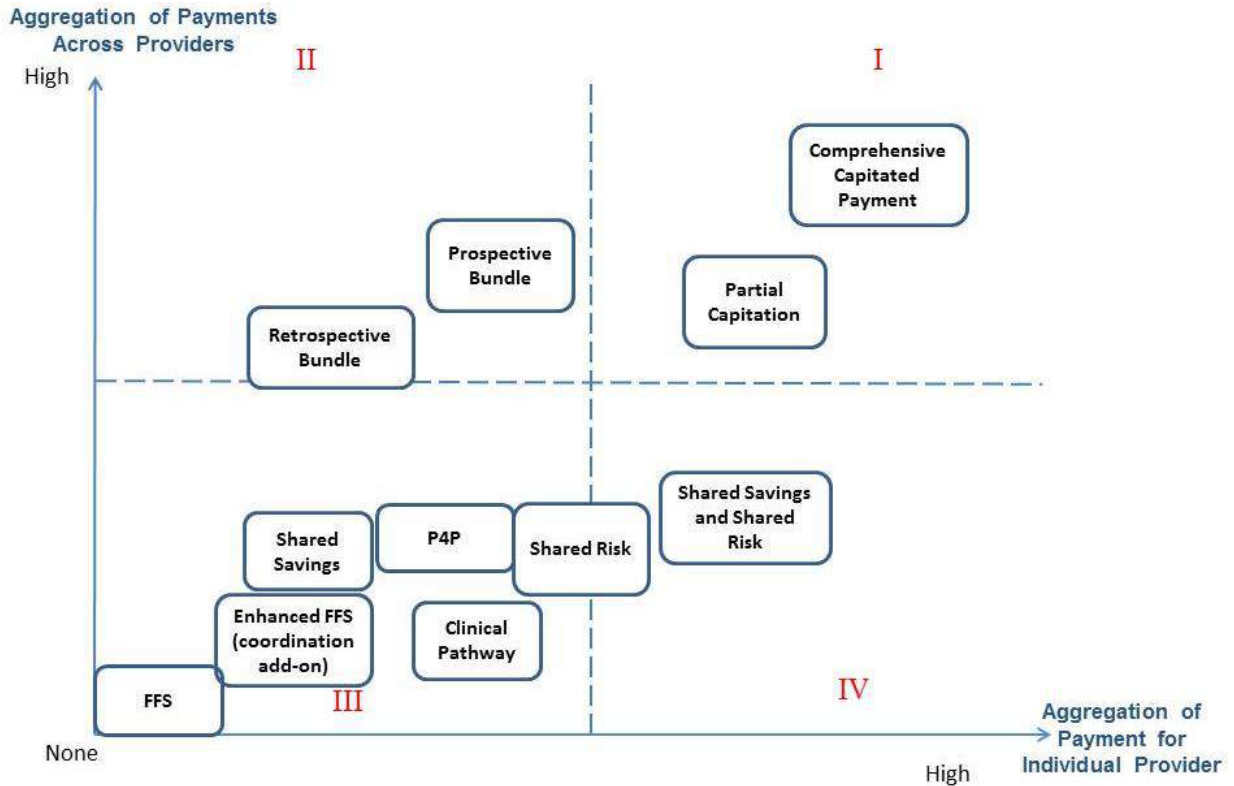 Aggregation of Payments
Across Providers
High
II
I
Comprehensive
Capitated
Payment
Prospective
Bundle
Partial
Capitation
Retrospective
Bundle
Shared
Savings
P4P
Shared Risk
Shared Savings
and Shared
Risk
Enhanced FFS
(coordination
add-on)
Clinical
Pathway
FFS
III
IV
None
High
Aggregation of
Payment for
Individual Provider